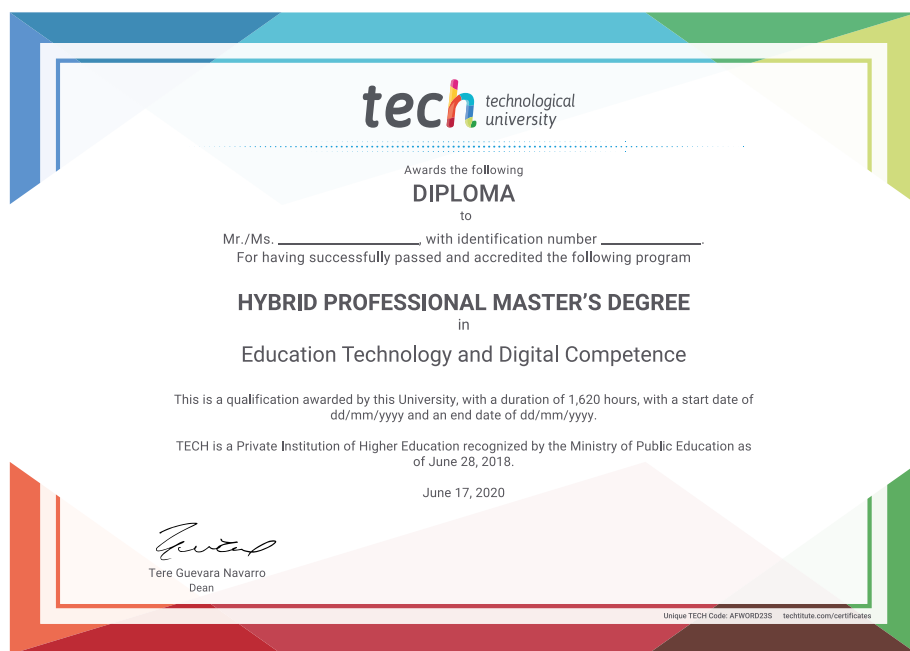 tech technological
university
Awards the following
DIPLOMA
to
Mr./Ms. ____________________, with identification number ______________.
For having successfully passed and accredited the following program
HYBRID PROFESSIONAL MASTER'S DEGREE
in
Education Technology and Digital Competence
This is a qualification awarded by this University, with a duration of 1,620 hours, with a start date of
dd/mm/yyyy and an end date of dd/mm/yyyy.
TECH is a Private Institution of Higher Education recognized by the Ministry of Public Education as
of June 28, 2018.
June 17, 2020
Tere Guevara Navarro
Dean
Unique TECH Code: AFWORD23S techtitute.com/certificates